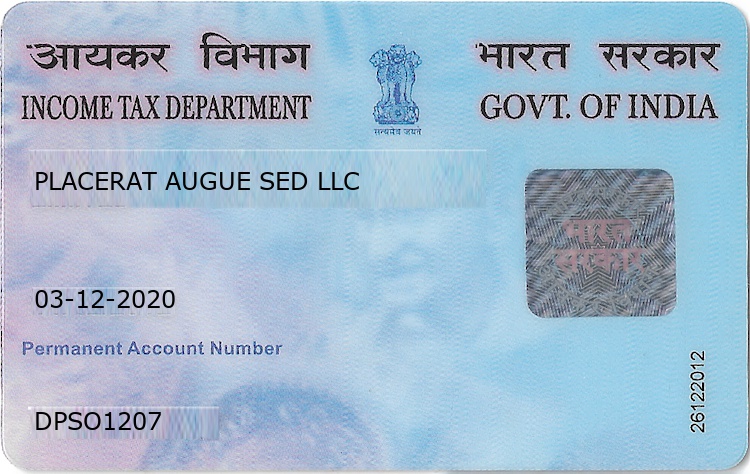 आयकर विभाग
भारत सरकार
INCOME TAX DEPARTMENT
GOVT. OF INDIA
सत्यमेव जयते
PLACERAT AUGUE SED LLC
भारत
सरकार
03-12-2020
Permanent Account Number
26122012
DPSO1207